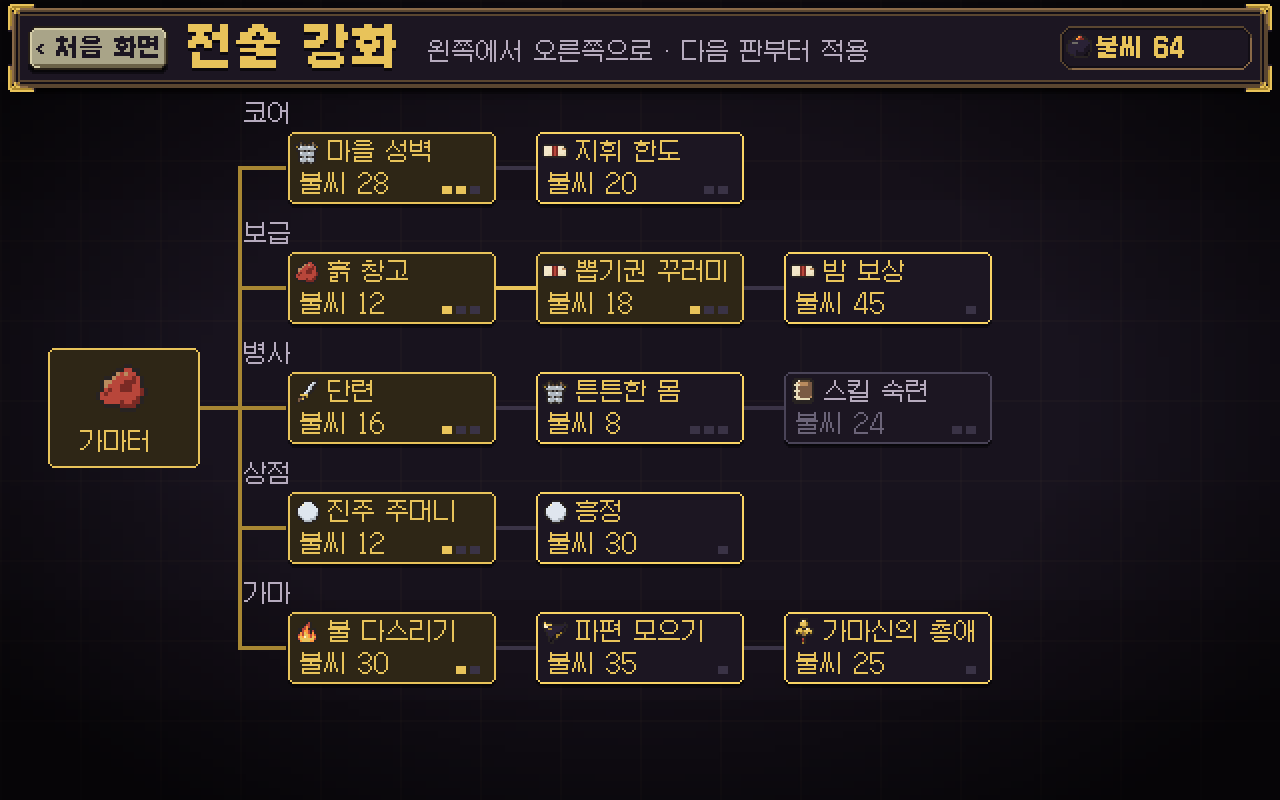 ‹ 처음 화면
전술 강화
왼쪽에서 오른쪽으로 · 다음 판부터 적용
불씨 64
코어
마을 성벽
불씨 28
지휘 한도
불씨 20
보급
흙 창고
불씨 12
뽑기권 꾸러미
불씨 18
밤 보상
불씨 45
병사
단련
불씨 16
튼튼한 몸
불씨 8
스킬 숙련
불씨 24
가마터
상점
진주 주머니
불씨 12
흥정
불씨 30
가마
불 다스리기
불씨 30
파편 모으기
불씨 35
가마신의 총애
불씨 25